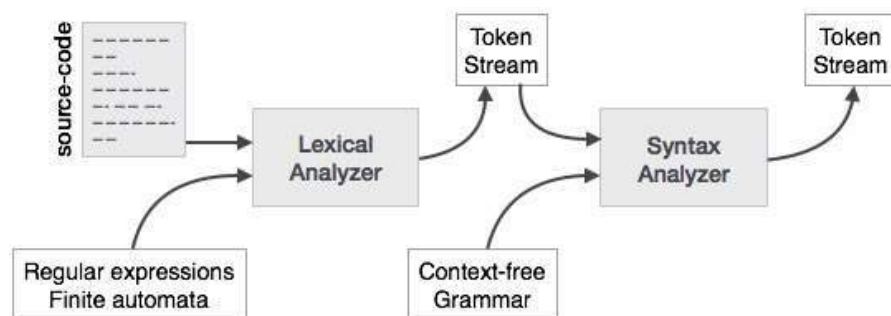 source-code
Token
Stream
Token
Stream
Lexical
Analyzer
Syntax
Analyzer
Regular expressions
Finite automata
Context-free
Grammar